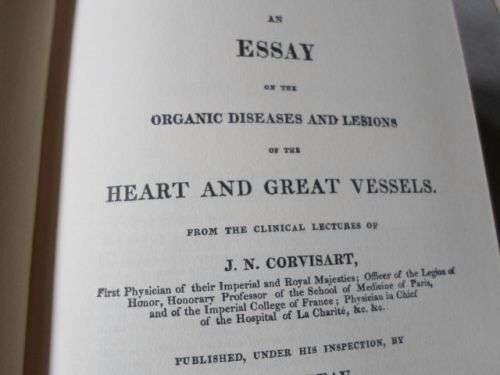 AN
ESSAY
ON THE
ORGANIC DISEASES AND LESIONS
OF THE
HEART AND GREAT VESSELS.
FROM THE CLINICAL LECTURES OF
J. N. CORVISART,
First Physician of their Imperial and Royal Majesties; Officer of the Legion of
Honor, Honorary Professor of the School of Medicine of Paris,
and of the Imperial College of France; Physician in Chief
of the Hospital of La Charité, &c. &c.
PUBLISHED, UNDER HIS INSPECTION, BY